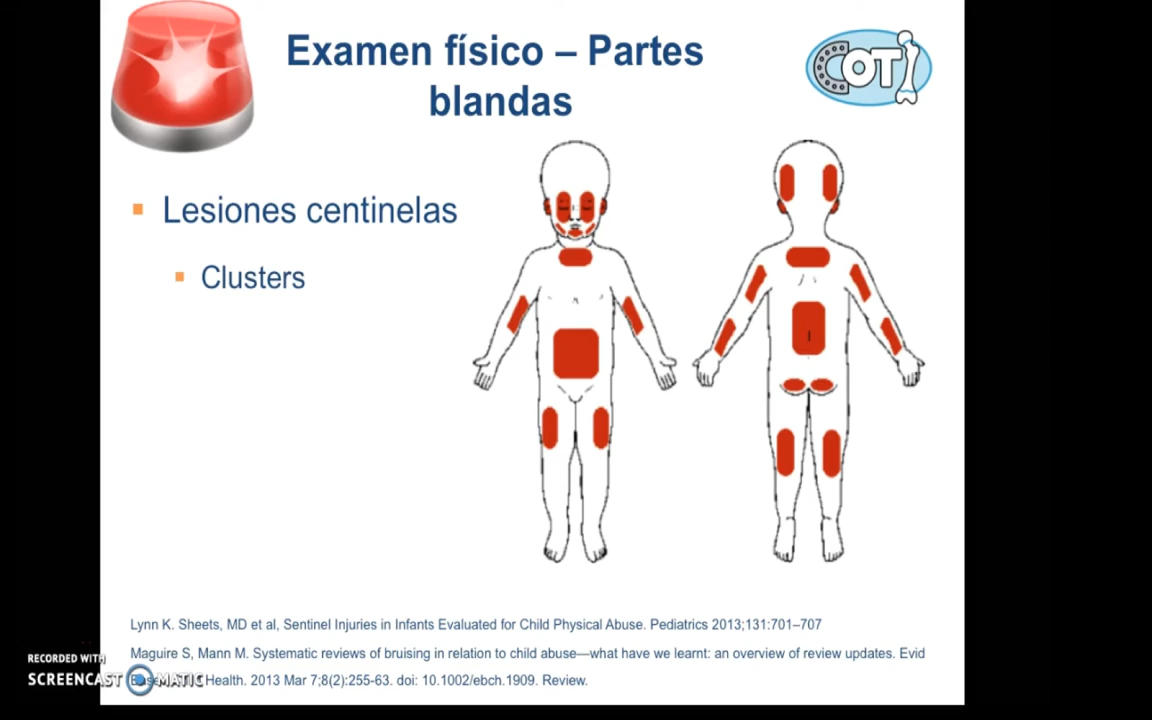 Examen físico – Partes
blandas
COTI
Lesiones centinelas
Clusters
Lynn K. Sheets, MD et al, Sentinel Injuries in Infants Evaluated for Child Physical Abuse. Pediatrics 2013;131:701–707
Maguire S, Mann M. Systematic reviews of bruising in relation to child abuse—what have we learnt: an overview of review updates. Evid
Health. 2013 Mar 7;8(2):255-63. doi: 10.1002/ebch.1909. Review.
RECORDED WITH
SCREENCAST MATIC